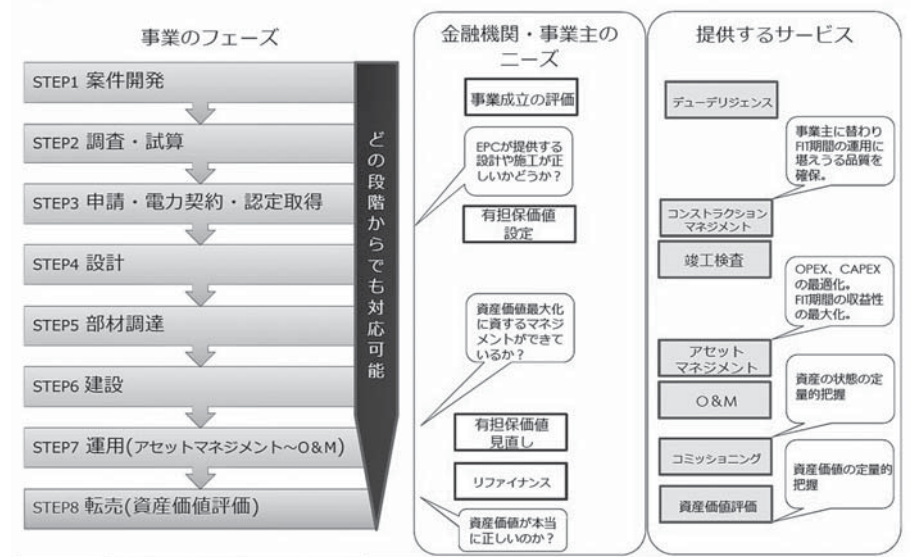 事業のフェーズ
STEP1 案件開発
STEP2 調査・試算
STEP3 申請・電力契約・認定取得
STEP4 設計
STEP5 部材調達
STEP6 建設
STEP7 運用(アセットマネジメント～O&M)
STEP8 転売(資産価値評価)
どの段階からでも対応可能
金融機関・事業主の
ニーズ
事業成立の評価
EPCが提供する
設計や施工が正
しいかどうか？
有担保価値
設定
資産価値最大化
に資するマネジ
メントができて
いるか？
有担保価値
見直し
リファイナンス
資産価値が本当
に正しいのか？
提供するサービス
デューデリジェンス
事業主に替わり
FIT期間の運用に
堪えうる品質を
確保。
コンストラクション
マネジメント
竣工検査
OPEX、CAPEX
の最適化。
FIT期間の収益性
の最大化。
アセット
マネジメント
O&M
資産の状態の定
量的把握
コミッショニング
資産価値の定量的
把握
資産価値評価